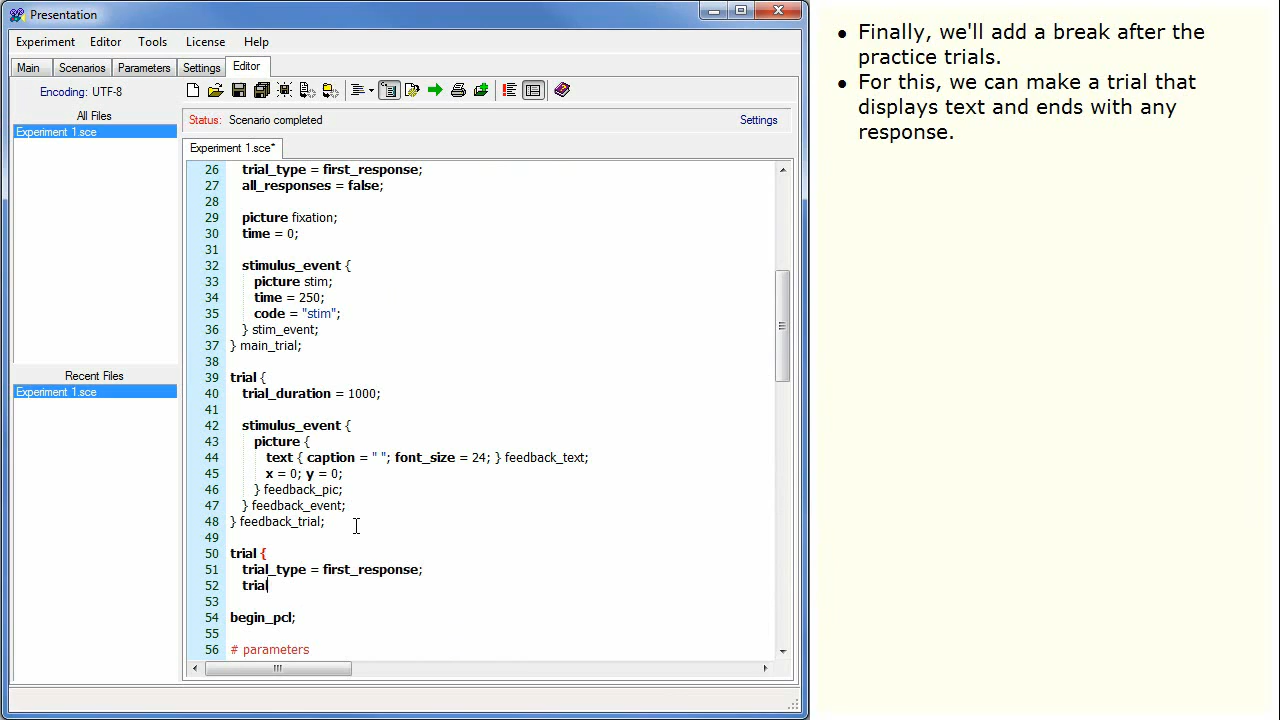 Presentation
Experiment Editor Tools License Help
Main Scenarios Parameters Settings Editor
Encoding: UTF-8
All Files
Experiment 1.sce
Recent Files
Experiment 1.sce
Status: Scenario completed Settings
Experiment 1.sce*
26 trial_type = first_response;
27 all_responses = false;
28
29 picture fixation;
30 time = 0;
31
32 stimulus_event {
33 picture stim;
34 time = 250;
35 code = "stim";
36 } stim_event;
37 } main_trial;
38
39 trial {
40 trial_duration = 1000;
41
42 stimulus_event {
43 picture {
44 text { caption = " "; font_size = 24; } feedback_text;
45 x = 0; y = 0;
46 } feedback_pic;
47 } feedback_event;
48 } feedback_trial;
49
50 trial {
51 trial_type = first_response;
52 trial
53
54 begin_pcl;
55
56 # parameters
• Finally, we'll add a break after the
practice trials.
• For this, we can make a trial that
displays text and ends with any
response.